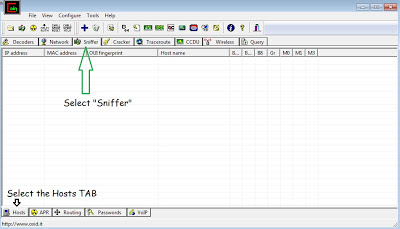 File View Configure Tools Help
Decoders Network Sniffer Cracker Traceroute CCDU Wireless Query
IP address MAC address OUI fingerprint Host name B... B... B8 Gr M0 M1 M3
Select "Sniffer"
Select the Hosts TAB
Hosts APR Routing Passwords VoIP
http://www.oxid.it